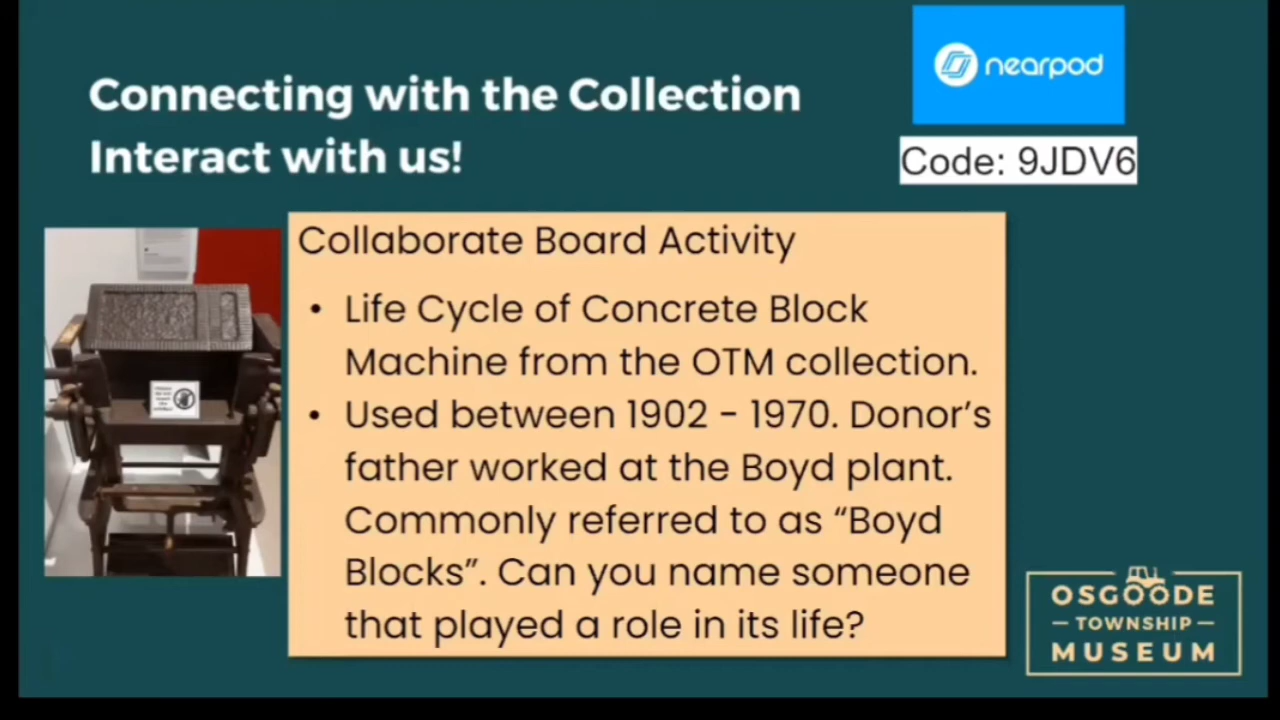 Connecting with the Collection
Interact with us!
nearpod
Code: 9JDV6
Collaborate Board Activity
• Life Cycle of Concrete Block
Machine from the OTM collection.
• Used between 1902 - 1970. Donor's
father worked at the Boyd plant.
Commonly referred to as “Boyd
Blocks”. Can you name someone
that played a role in its life?
OSGOODE
– TOWNSHIP –
MUSEUM